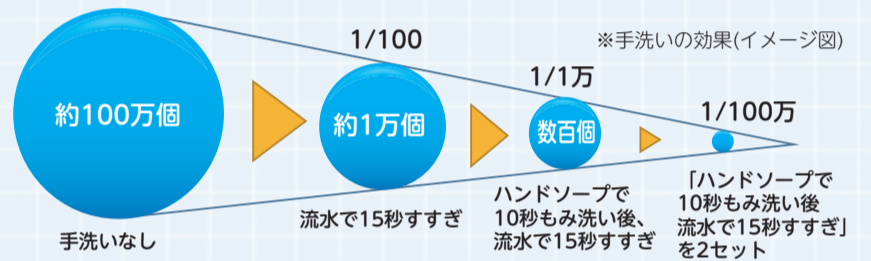 ※手洗いの効果(イメージ図)
約100万個
手洗いなし
1/100
約1万個
流水で15秒すすぎ
1/1万
数百個
ハンドソープで
10秒もみ洗い後、
流水で15秒すすぎ
1/100万
「ハンドソープで
10秒もみ洗い後
流水で15秒すすぎ」
を2セット